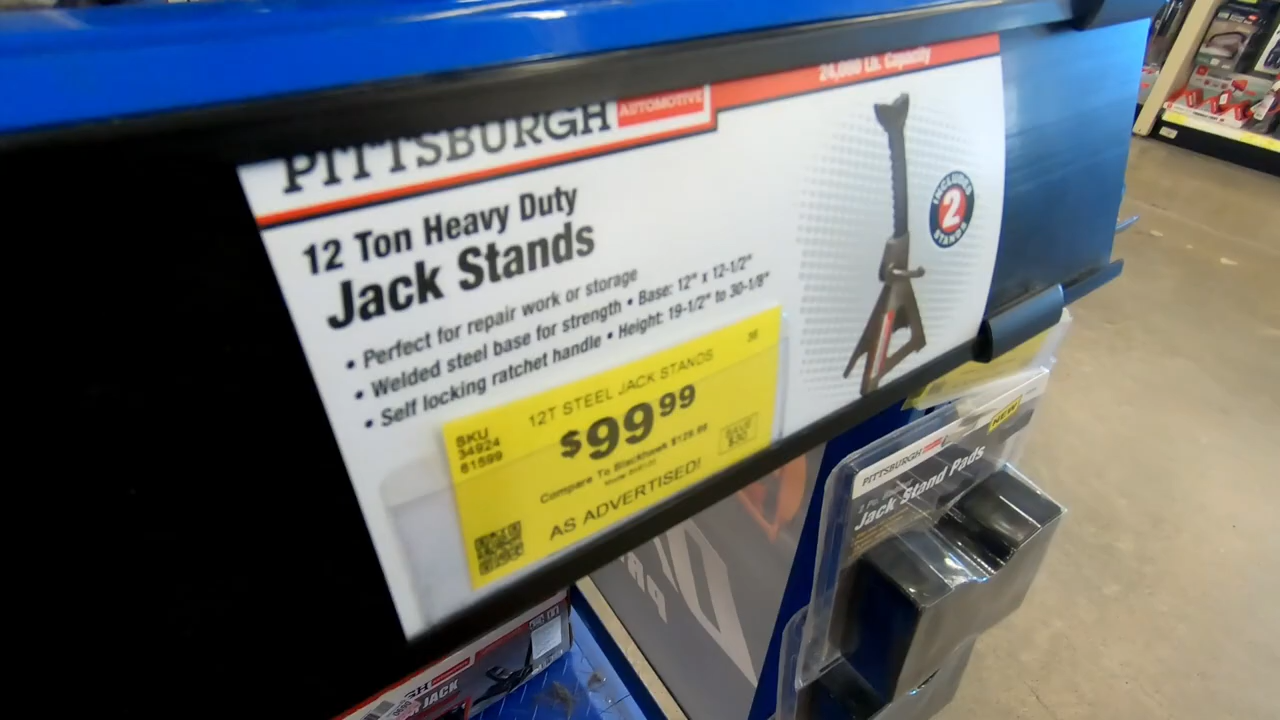 24,000 Lb. Capacity
PITTSBURGH AUTOMOTIVE
12 Ton Heavy Duty
Jack Stands
• Perfect for repair work or storage
• Welded steel base for strength • Base: 12" x 12-1/2"
• Self locking ratchet handle • Height: 19-1/2" to 30-1/8"
INCLUDES
2
STANDS
36
12T STEEL JACK STANDS
SKU
34924
61599
$99 99
Compare To Blackhawk
SAVE
$30
AS ADVERTISED!
PITTSBURGH
NEW
Jack Stand Pads
JACK